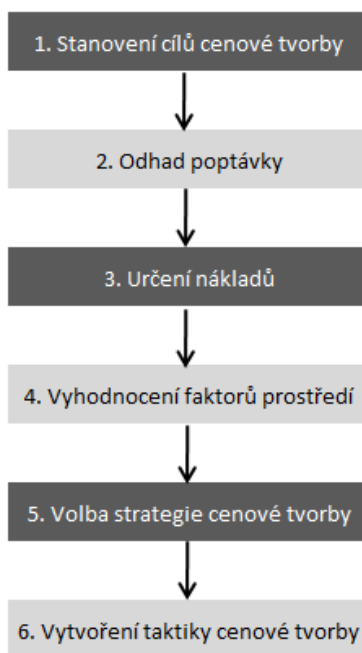 1. Stanovení cílů cenové tvorby
2. Odhad poptávky
3. Určení nákladů
4. Vyhodnocení faktorů prostředí
5. Volba strategie cenové tvorby
6. Vytvoření taktiky cenové tvorby